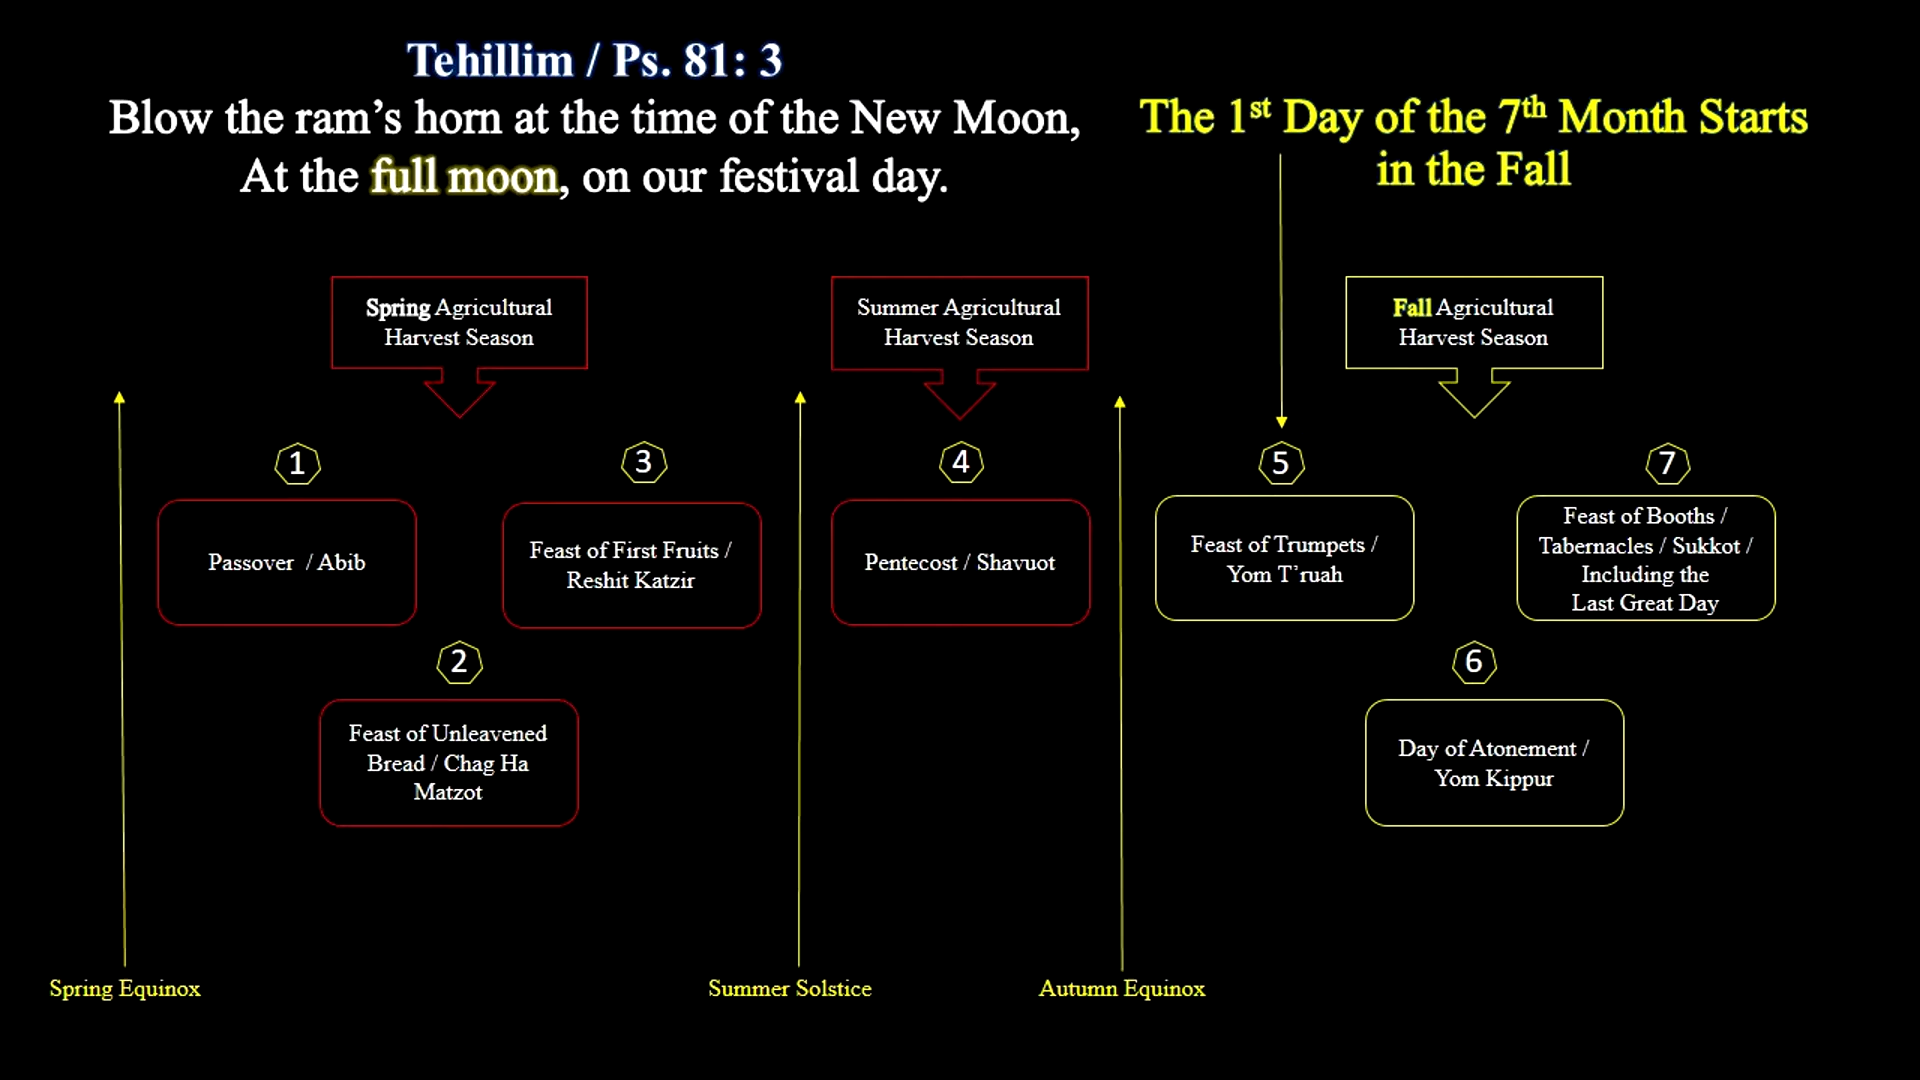 Tehillim / Ps. 81: 3
Blow the ram’s horn at the time of the New Moon,
At the full moon, on our festival day.
The 1st Day of the 7th Month Starts
in the Fall
Spring Agricultural
Harvest Season
Summer Agricultural
Harvest Season
Fall Agricultural
Harvest Season
1
Passover / Abib
2
Feast of Unleavened
Bread / Chag Ha
Matzot
3
Feast of First Fruits /
Reshit Katzir
4
Pentecost / Shavuot
5
Feast of Trumpets /
Yom T’ruah
6
Day of Atonement /
Yom Kippur
7
Feast of Booths /
Tabernacles / Sukkot /
Including the
Last Great Day
Spring Equinox
Summer Solstice
Autumn Equinox